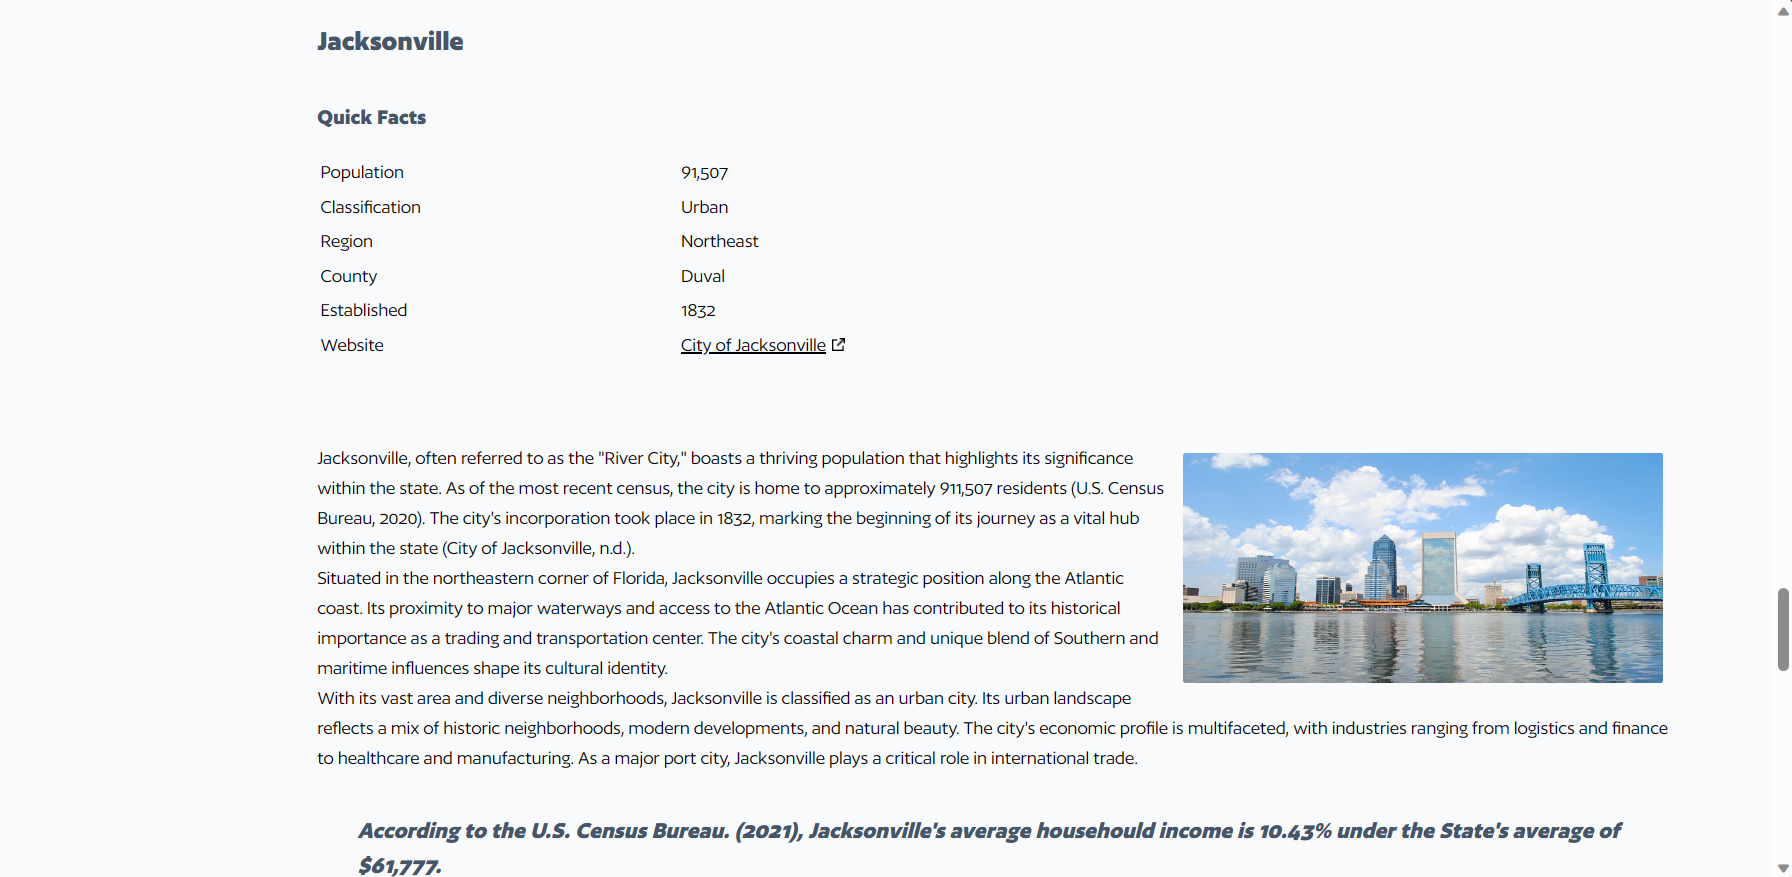 Jacksonville
Quick Facts
Population 91,507
Classification Urban
Region Northeast
County Duval
Established 1832
Website City of Jacksonville
Jacksonville, often referred to as the "River City," boasts a thriving population that highlights its significance
within the state. As of the most recent census, the city is home to approximately 911,507 residents (U.S. Census
Bureau, 2020). The city's incorporation took place in 1832, marking the beginning of its journey as a vital hub
within the state (City of Jacksonville, n.d.).
Situated in the northeastern corner of Florida, Jacksonville occupies a strategic position along the Atlantic
coast. Its proximity to major waterways and access to the Atlantic Ocean has contributed to its historical
importance as a trading and transportation center. The city's coastal charm and unique blend of Southern and
maritime influences shape its cultural identity.
With its vast area and diverse neighborhoods, Jacksonville is classified as an urban city. Its urban landscape
reflects a mix of historic neighborhoods, modern developments, and natural beauty. The city's economic profile is multifaceted, with industries ranging from logistics and finance
to healthcare and manufacturing. As a major port city, Jacksonville plays a critical role in international trade.
According to the U.S. Census Bureau. (2021), Jacksonville's average househould income is 10.43% under the State's average of
$61,777.